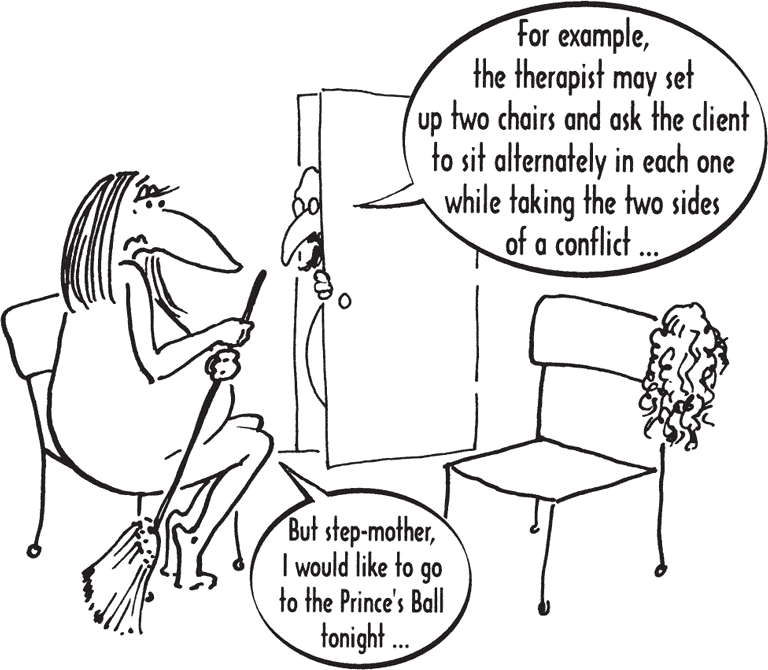 For example,
the therapist may set
up two chairs and ask the client
to sit alternately in each one
while taking the two sides
of a conflict ...
But step-mother,
I would like to go
to the Prince's Ball
tonight ...